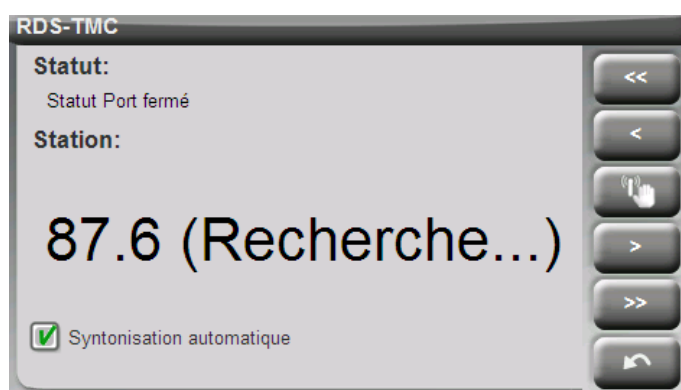 RDS-TMC
Statut:
Statut Port fermé
Station:
87.6 (Recherche...)
Syntonisation automatique
<<
<
>
>>